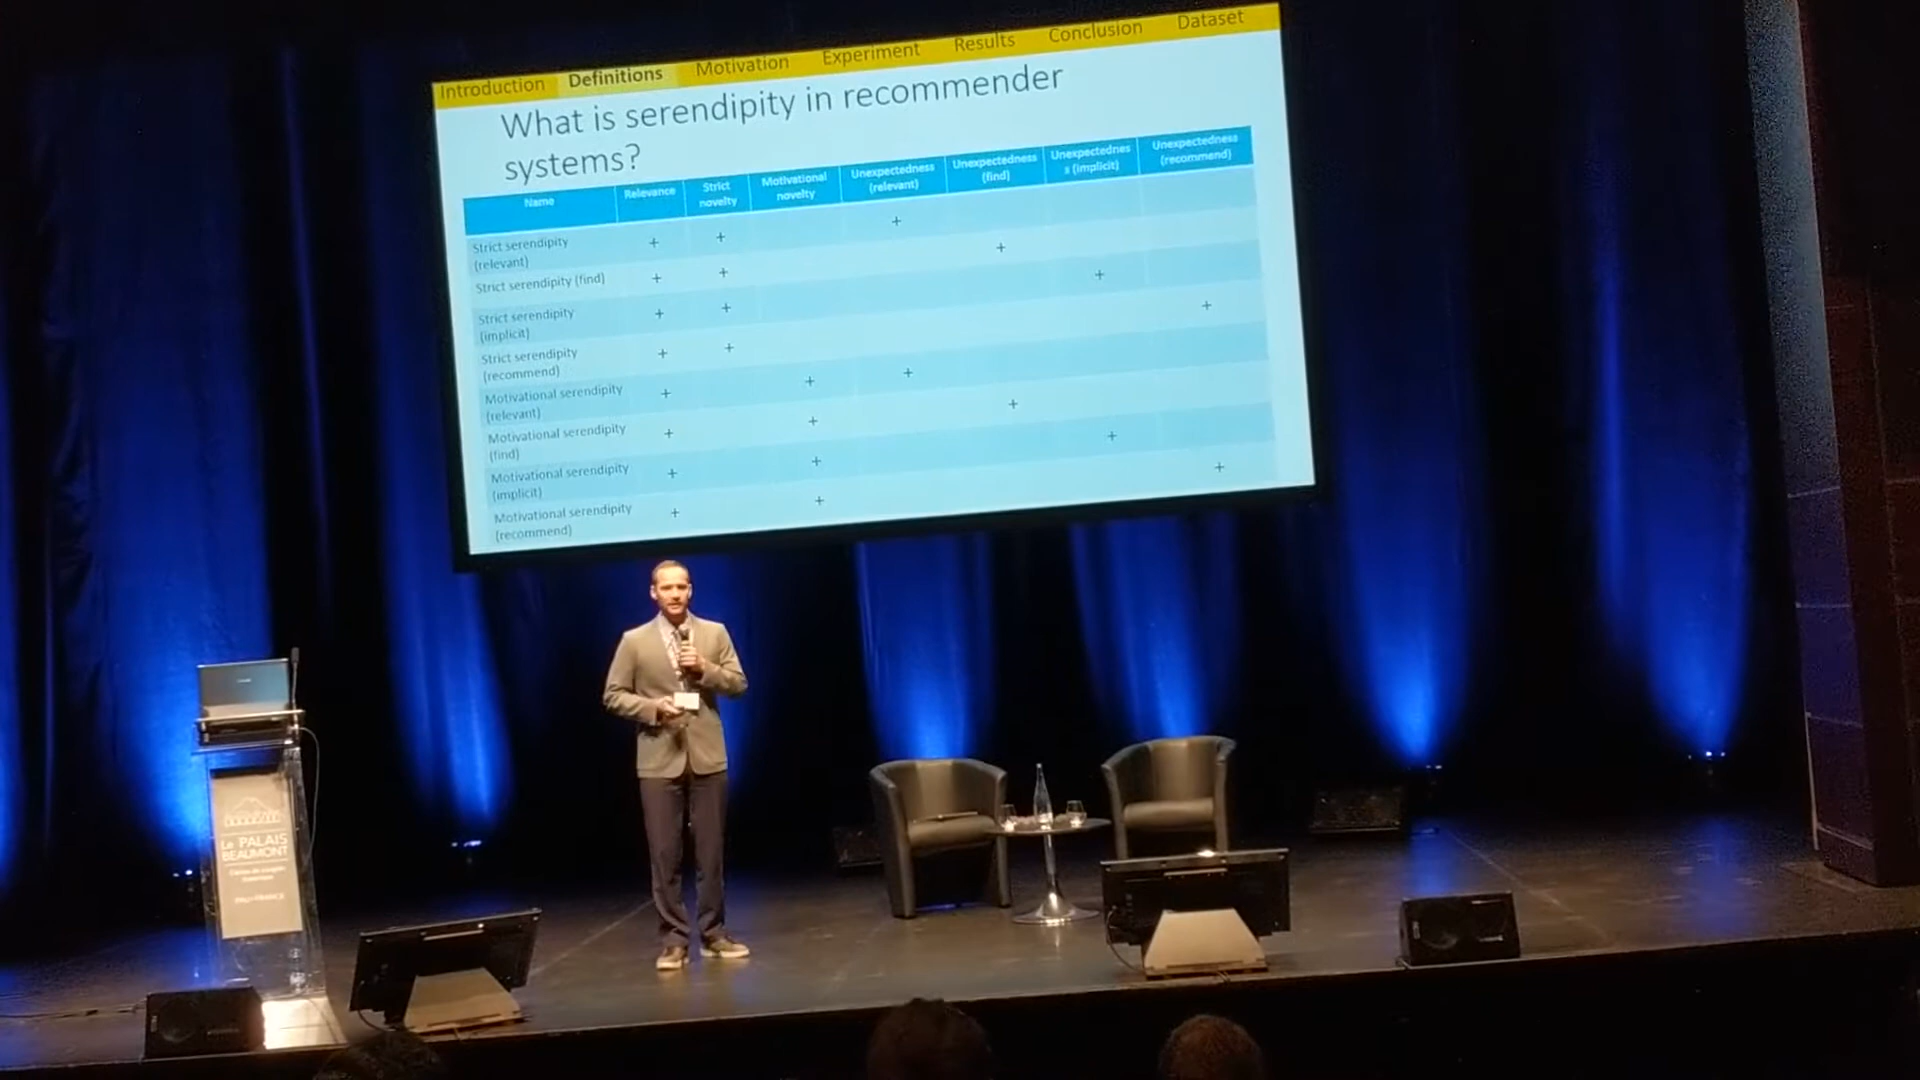 Introduction Definitions Motivation Experiment Results Conclusion Dataset
What is serendipity in recommender
systems?
Name Relevance Strict novelty Motivational novelty Unexpectedness (relevant) Unexpectedness (find) Unexpectednes s (implicit) Unexpectedness (recommend)
Strict serendipity (relevant) + + +
Strict serendipity (find) + + +
Strict serendipity (implicit) + + +
Strict serendipity (recommend) + + +
Motivational serendipity (relevant) + + +
Motivational serendipity (find) + + +
Motivational serendipity (implicit) + + +
Motivational serendipity (recommend) + + +
Le PALAIS
BEAUMONT